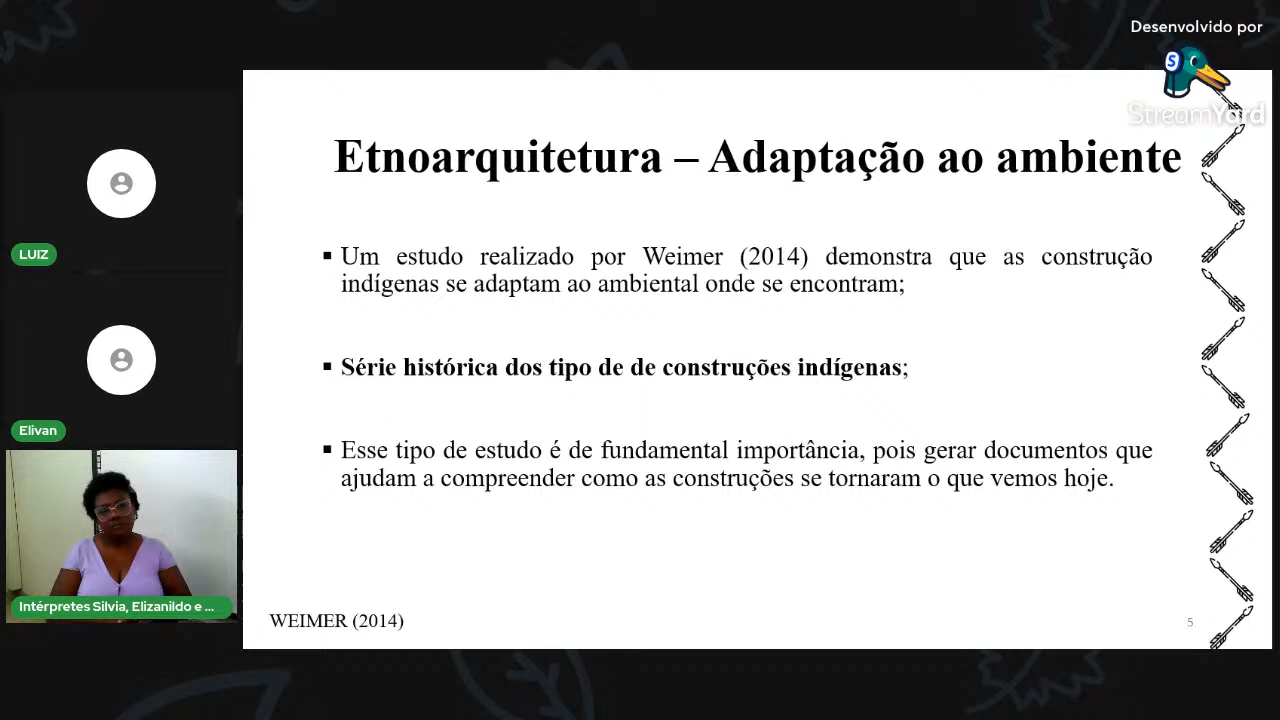 Desenvolvido por
StreamYard
Etnoarquitetura – Adaptação ao ambiente
▪ Um estudo realizado por Weimer (2014) demonstra que as construção
indígenas se adaptam ao ambiental onde se encontram;
▪ Série histórica dos tipo de de construções indígenas;
▪ Esse tipo de estudo é de fundamental importância, pois gerar documentos que
ajudam a compreender como as construções se tornaram o que vemos hoje.
WEIMER (2014)
5
LUIZ
Elivan
Intérpretes Silvia, Elizanildo e ...